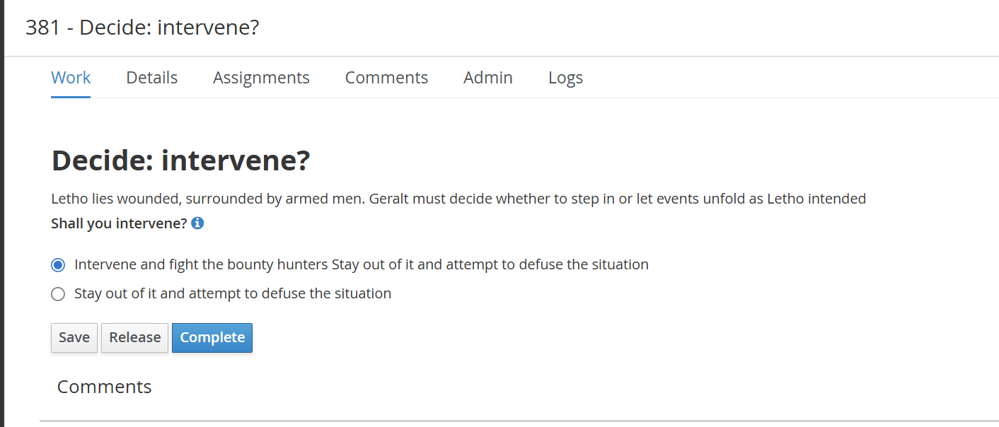 381 - Decide: intervene?
Work Details Assignments Comments Admin Logs
Decide: intervene?
Letho lies wounded, surrounded by armed men. Geralt must decide whether to step in or let events unfold as Letho intended
Shall you intervene?
Intervene and fight the bounty hunters Stay out of it and attempt to defuse the situation
Stay out of it and attempt to defuse the situation
Save Release Complete
Comments